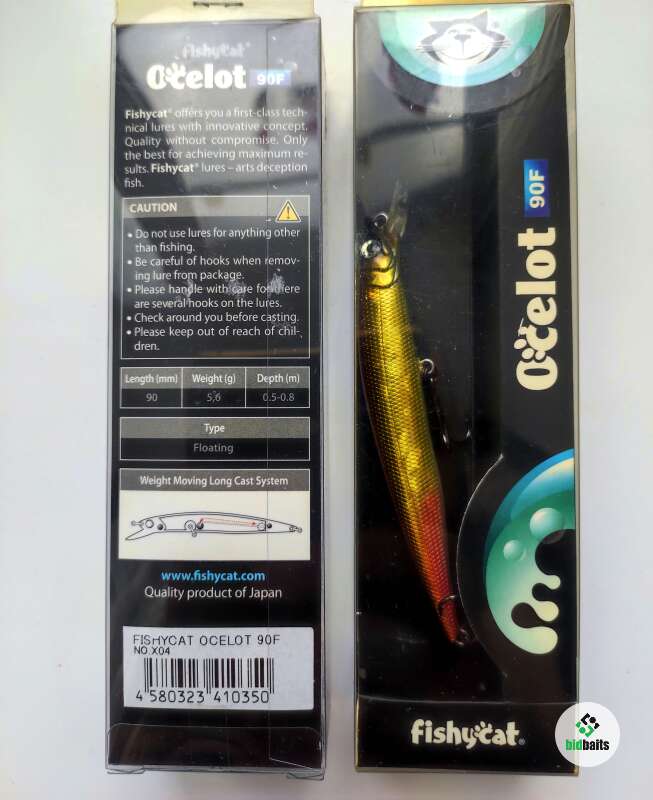 FishyCat®
Ocelot 90F
Fishycat® offers you a first-class tech-
nical lures with innovative concept.
Quality without compromise. Only
the best for achieving maximum re-
sults. Fishycat® lures – arts deception
fish.
CAUTION
• Do not use lures for anything other
than fishing.
• Be careful of hooks when remov-
ing lure from package.
• Please handle with care for there
are several hooks on the lures.
• Check around you before casting.
• Please keep out of reach of chil-
dren.
Length (mm) Weight (g) Depth (m)
90 5,6 0.5-0.8
Type
Floating
Weight Moving Long Cast System
www.fishycat.com
Quality product of Japan
FISHYCAT OCELOT 90F
NO.X04
4 580323 410350
Ocelot 90F
fishycat®
bidbaits